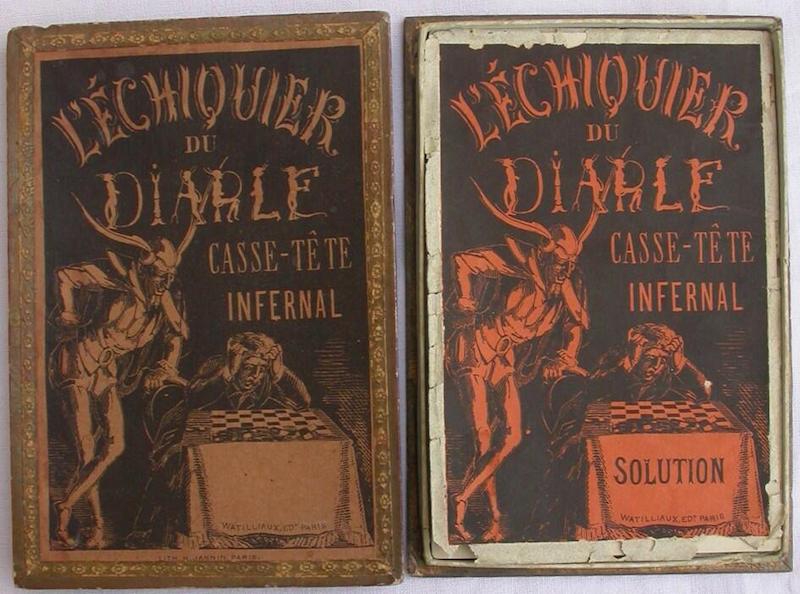 L'ÉCHIQUIER
DU
DIABLE
CASSE-TÊTE
INFERNAL
WATILLIAUX, EDT PARIS
LITH. H. JANNIN, PARIS.
L'ÉCHIQUIER
DU
DIABLE
CASSE-TÊTE
INFERNAL
SOLUTION
WATILLIAUX, EDT PARIS